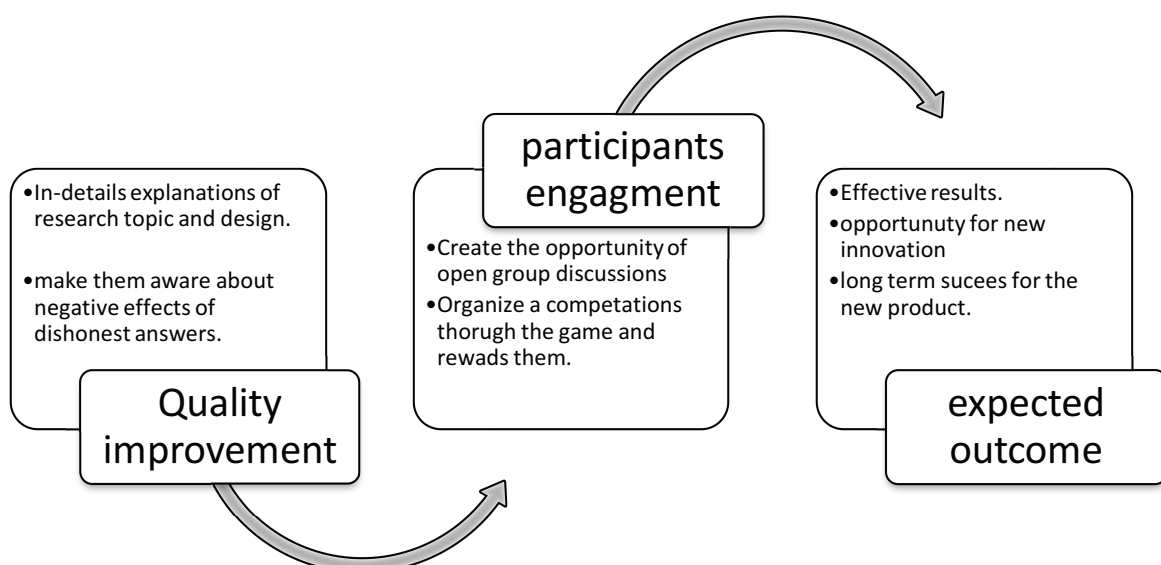 •In-details explanations of
research topic and design.
•make them aware about
negative effects of
dishonest answers.
Quality
improvement
participants
engagment
•Create the opportunity of
open group discussions
•Organize a competations
thorugh the game and
rewads them.
•Effective results.
•opportunuty for new
innovation
•long term sucees for the
new product.
expected
outcome